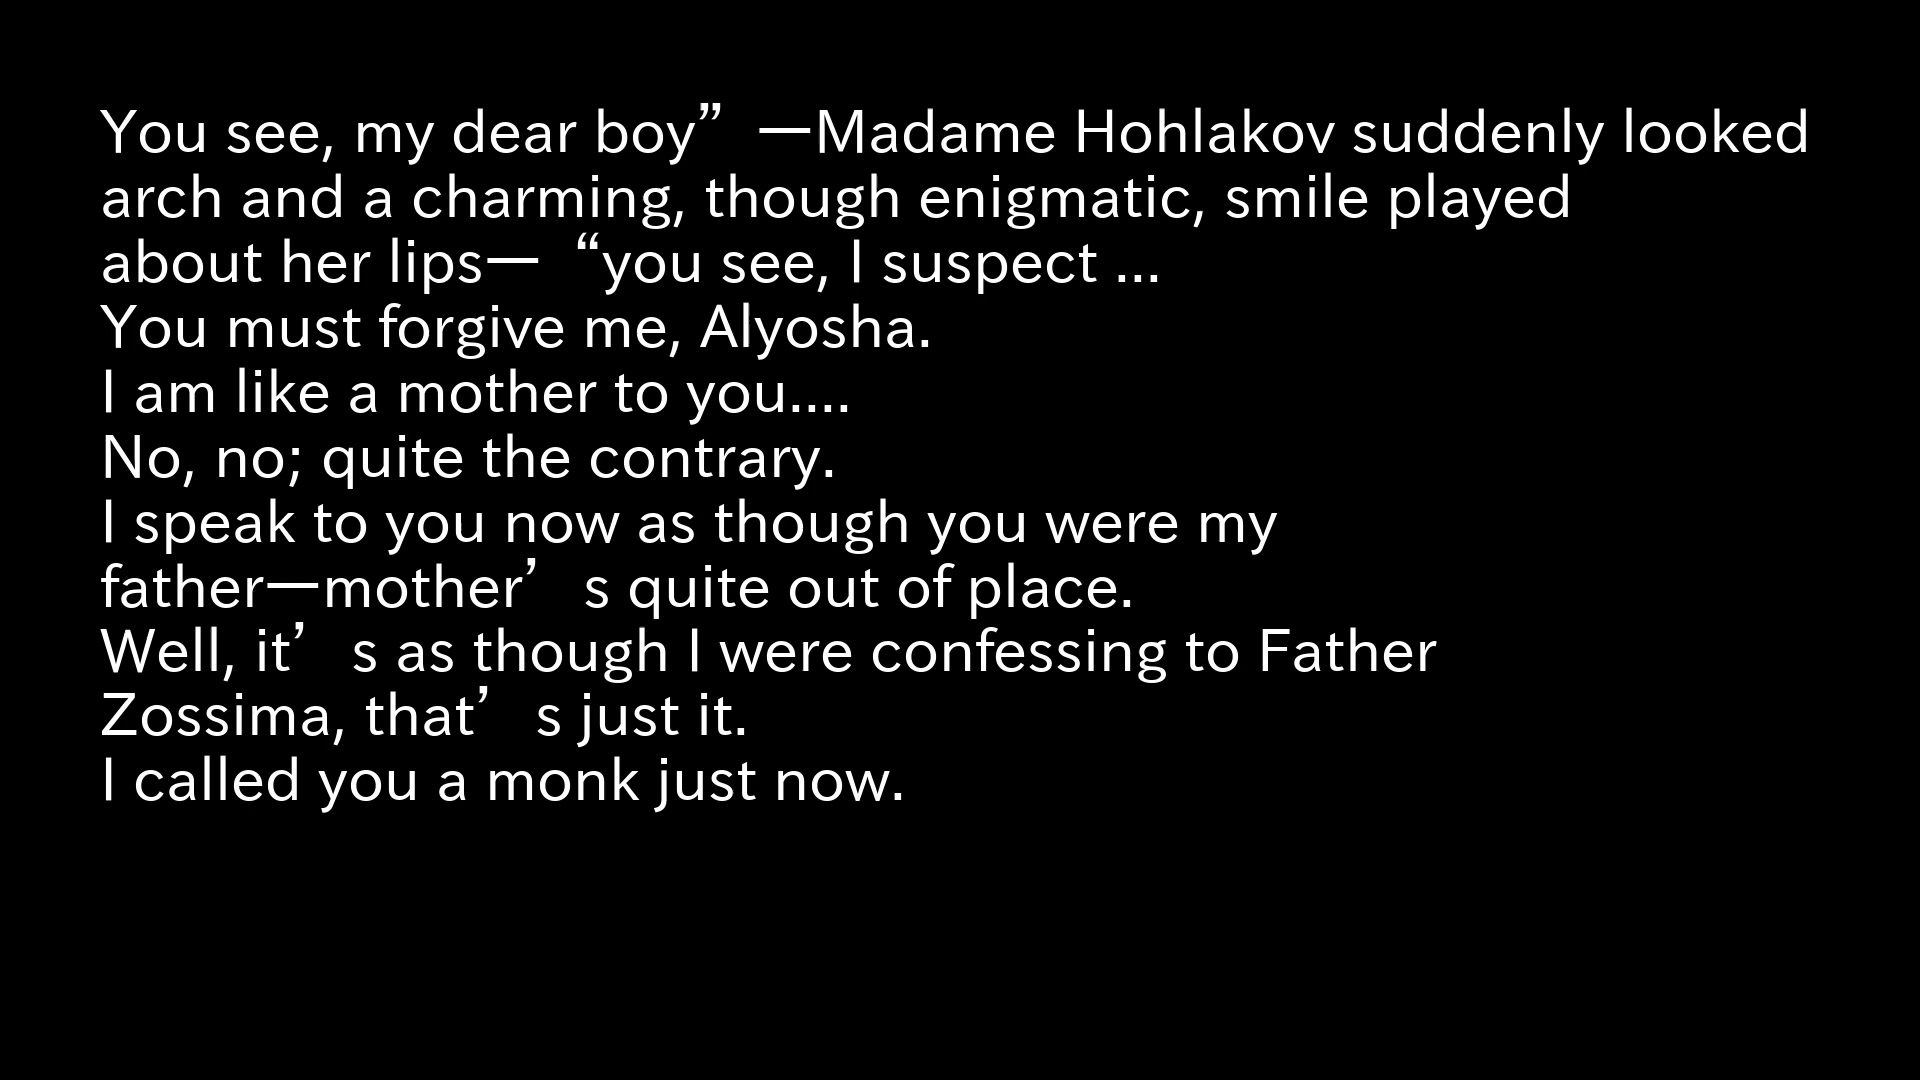 You see, my dear boy”—Madame Hohlakov suddenly looked
arch and a charming, though enigmatic, smile played
about her lips—“you see, I suspect ...
You must forgive me, Alyosha.
I am like a mother to you....
No, no; quite the contrary.
I speak to you now as though you were my
father—mother’s quite out of place.
Well, it’s as though I were confessing to Father
Zossima, that’s just it.
I called you a monk just now.